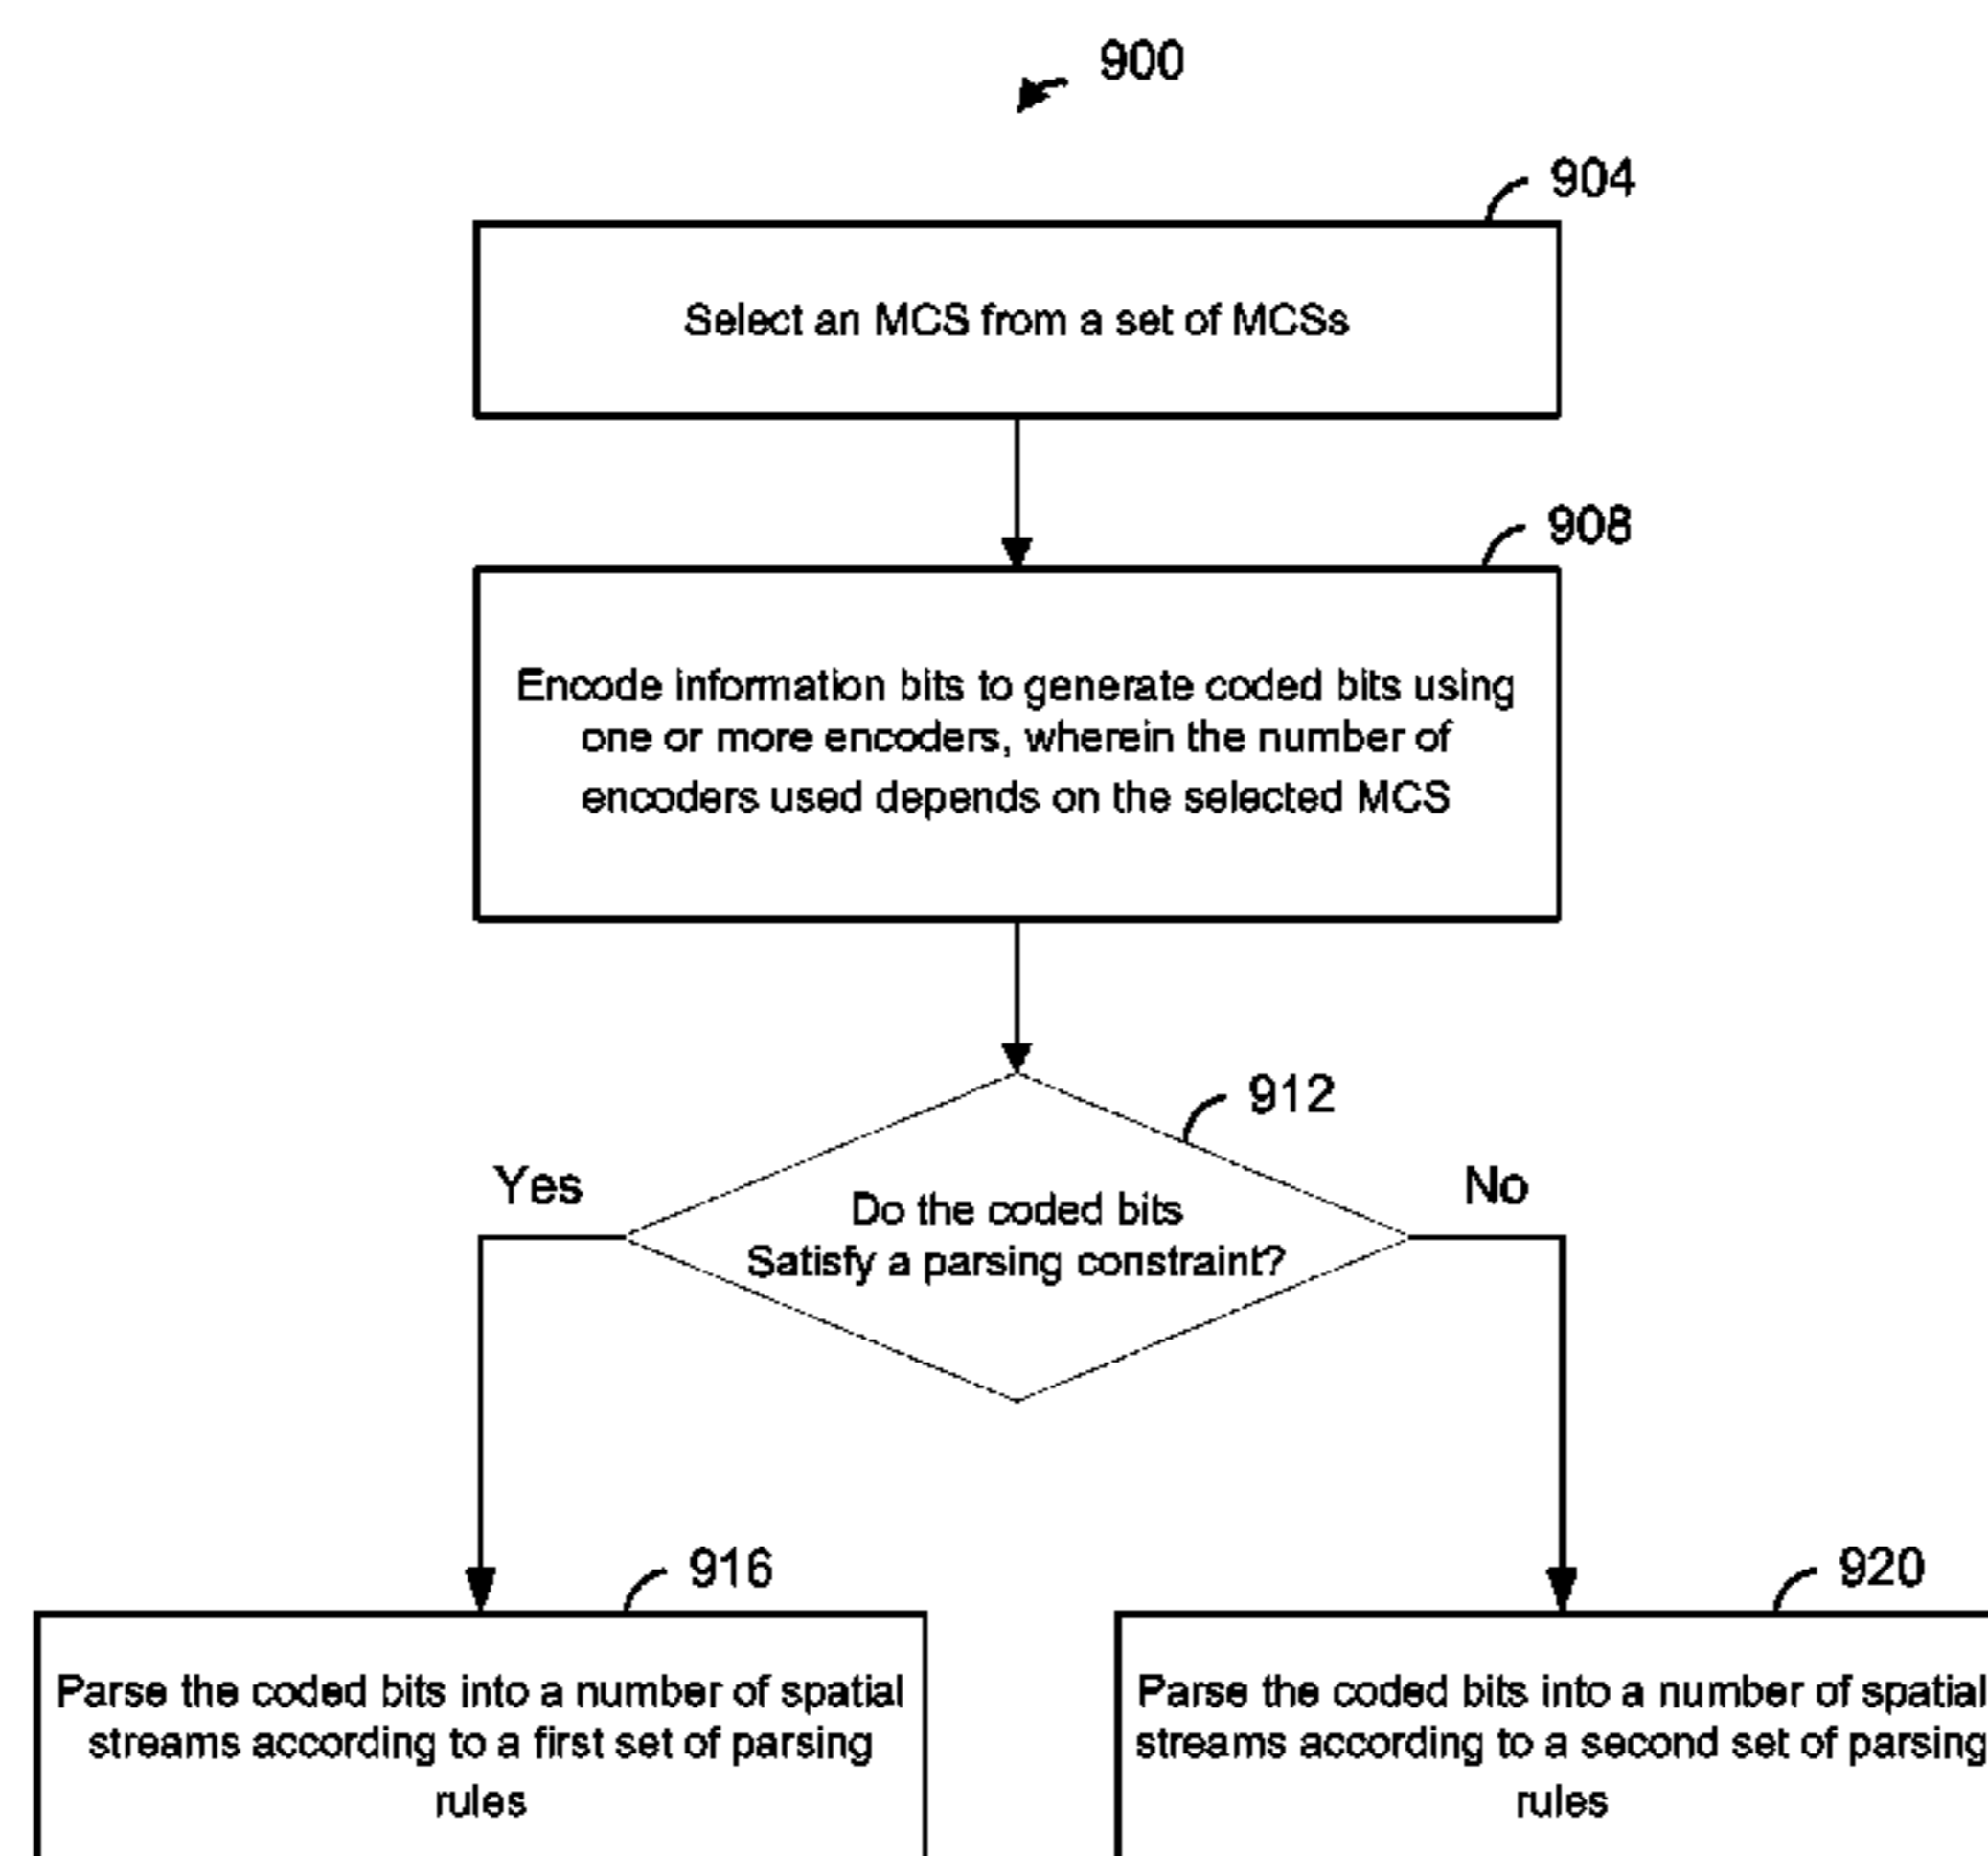 900
904
Select an MCS from a set of MCSs
908
Encode information bits to generate coded bits using
one or more encoders, wherein the number of
encoders used depends on the selected MCS
912
Yes
No
Do the coded bits
Satisfy a parsing constraint?
916
920
Parse the coded bits into a number of spatial
streams according to a first set of parsing
rules
Parse the coded bits into a number of spatial
streams according to a second set of parsing
rules